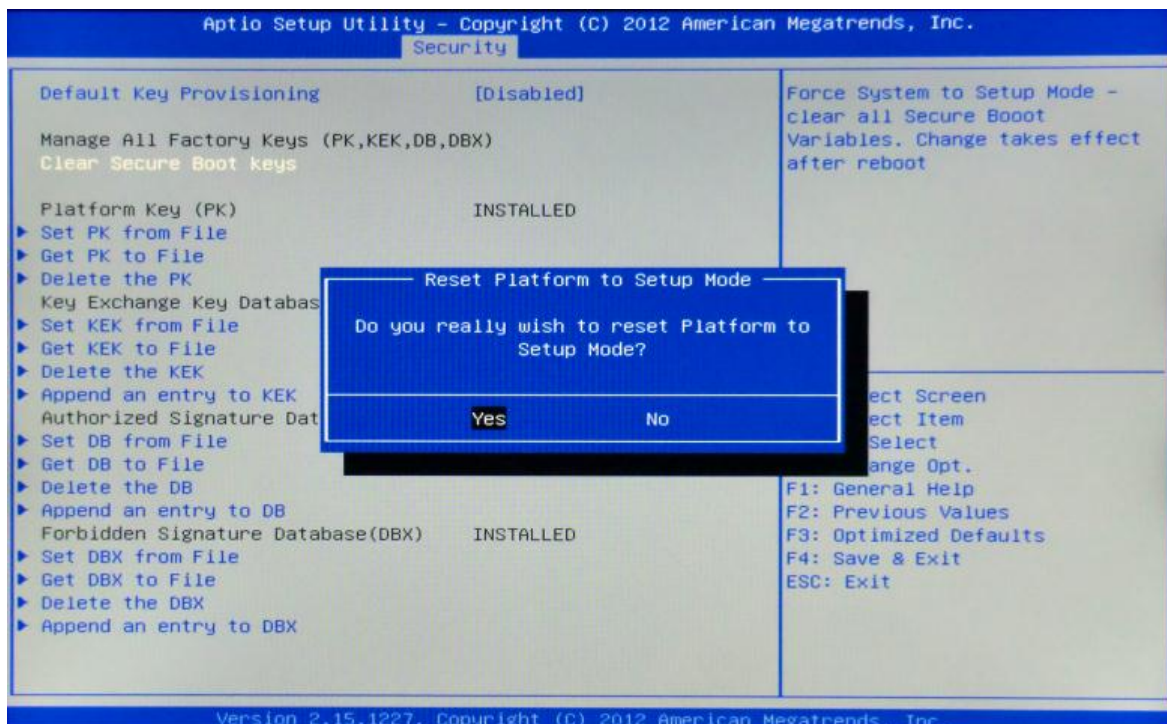 Aptio Setup Utility – Copyright (C) 2012 American Megatrends, Inc.
Security
Default Key Provisioning [Disabled]
Manage All Factory Keys (PK,KEK,DB,DBX)
Clear Secure Boot keys
Platform Key (PK) INSTALLED
Set PK from File
Get PK to File
Delete the PK
Key Exchange Key Databas
Set KEK from File
Get KEK to File
Delete the KEK
Append an entry to KEK
Authorized Signature Dat
Set DB from File
Get DB to File
Delete the DB
Append an entry to DB
Forbidden Signature Database(DBX) INSTALLED
Set DBX from File
Get DBX to File
Delete the DBX
Append an entry to DBX
Reset Platform to Setup Mode
Do you really wish to reset Platform to
Setup Mode?
Yes No
Force System to Setup Mode –
clear all Secure Booot
Variables. Change takes effect
after reboot
ect Screen
ect Item
Select
ange Opt.
F1: General Help
F2: Previous Values
F3: Optimized Defaults
F4: Save & Exit
ESC: Exit
Version 2.15.1227. Copyright (C) 2012 American Megatrends, Inc.